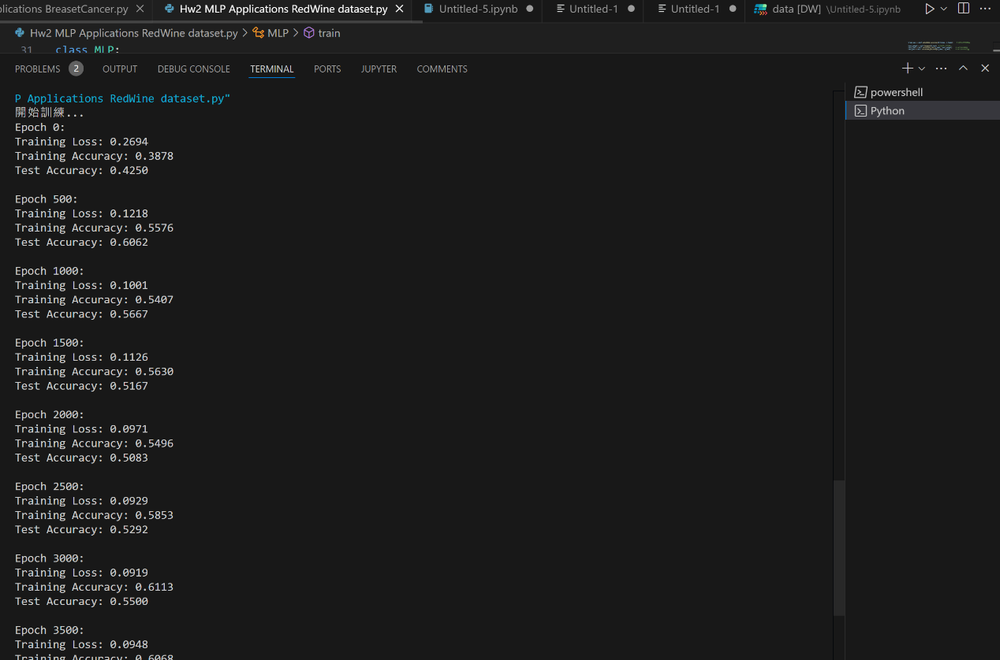 plications BreasetCancer.py
Hw2 MLP Applications RedWine dataset.py
Untitled-5.ipynb
Untitled-1
Untitled-1
data [DW] \Untitled-5.ipynb
Hw2 MLP Applications RedWine dataset.py > MLP > train
31 class MLP:
PROBLEMS 2 OUTPUT DEBUG CONSOLE TERMINAL PORTS JUPYTER COMMENTS
powershell
Python
P Applications RedWine dataset.py"
開始訓練...
Epoch 0:
Training Loss: 0.2694
Training Accuracy: 0.3878
Test Accuracy: 0.4250
Epoch 500:
Training Loss: 0.1218
Training Accuracy: 0.5576
Test Accuracy: 0.6062
Epoch 1000:
Training Loss: 0.1001
Training Accuracy: 0.5407
Test Accuracy: 0.5667
Epoch 1500:
Training Loss: 0.1126
Training Accuracy: 0.5630
Test Accuracy: 0.5167
Epoch 2000:
Training Loss: 0.0971
Training Accuracy: 0.5496
Test Accuracy: 0.5083
Epoch 2500:
Training Loss: 0.0929
Training Accuracy: 0.5853
Test Accuracy: 0.5292
Epoch 3000:
Training Loss: 0.0919
Training Accuracy: 0.6113
Test Accuracy: 0.5500
Epoch 3500:
Training Loss: 0.0948
Training Accuracy: 0.6068